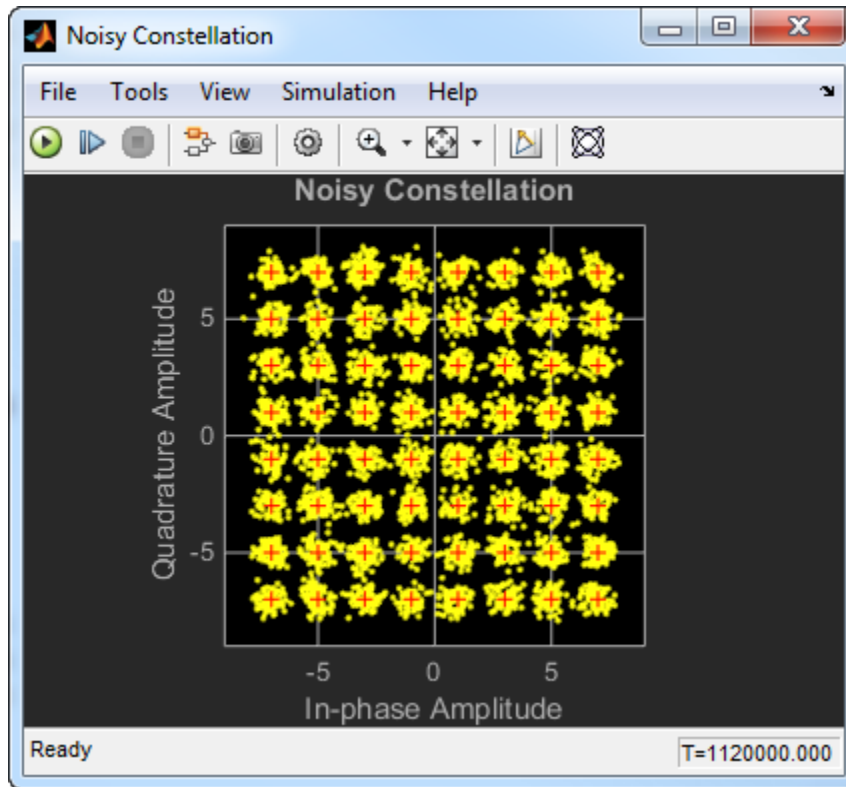 Noisy Constellation
File Tools View Simulation Help
Noisy Constellation
Quadrature Amplitude
5
0
-5
-5 0 5
In-phase Amplitude
Ready T=1120000.000